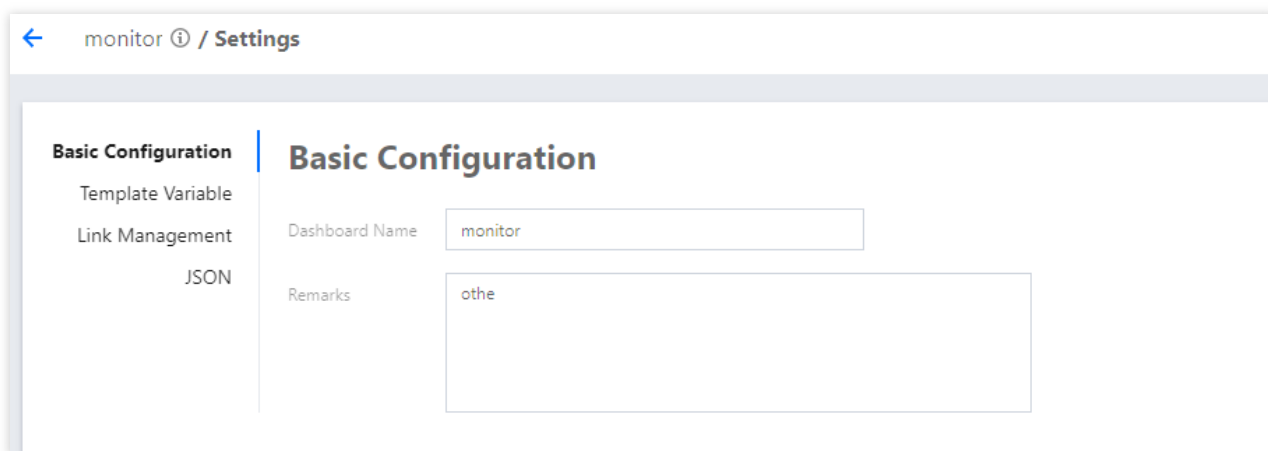 monitor / Settings
Basic Configuration
Template Variable
Link Management
JSON
Basic Configuration
Dashboard Name
monitor
Remarks
othe